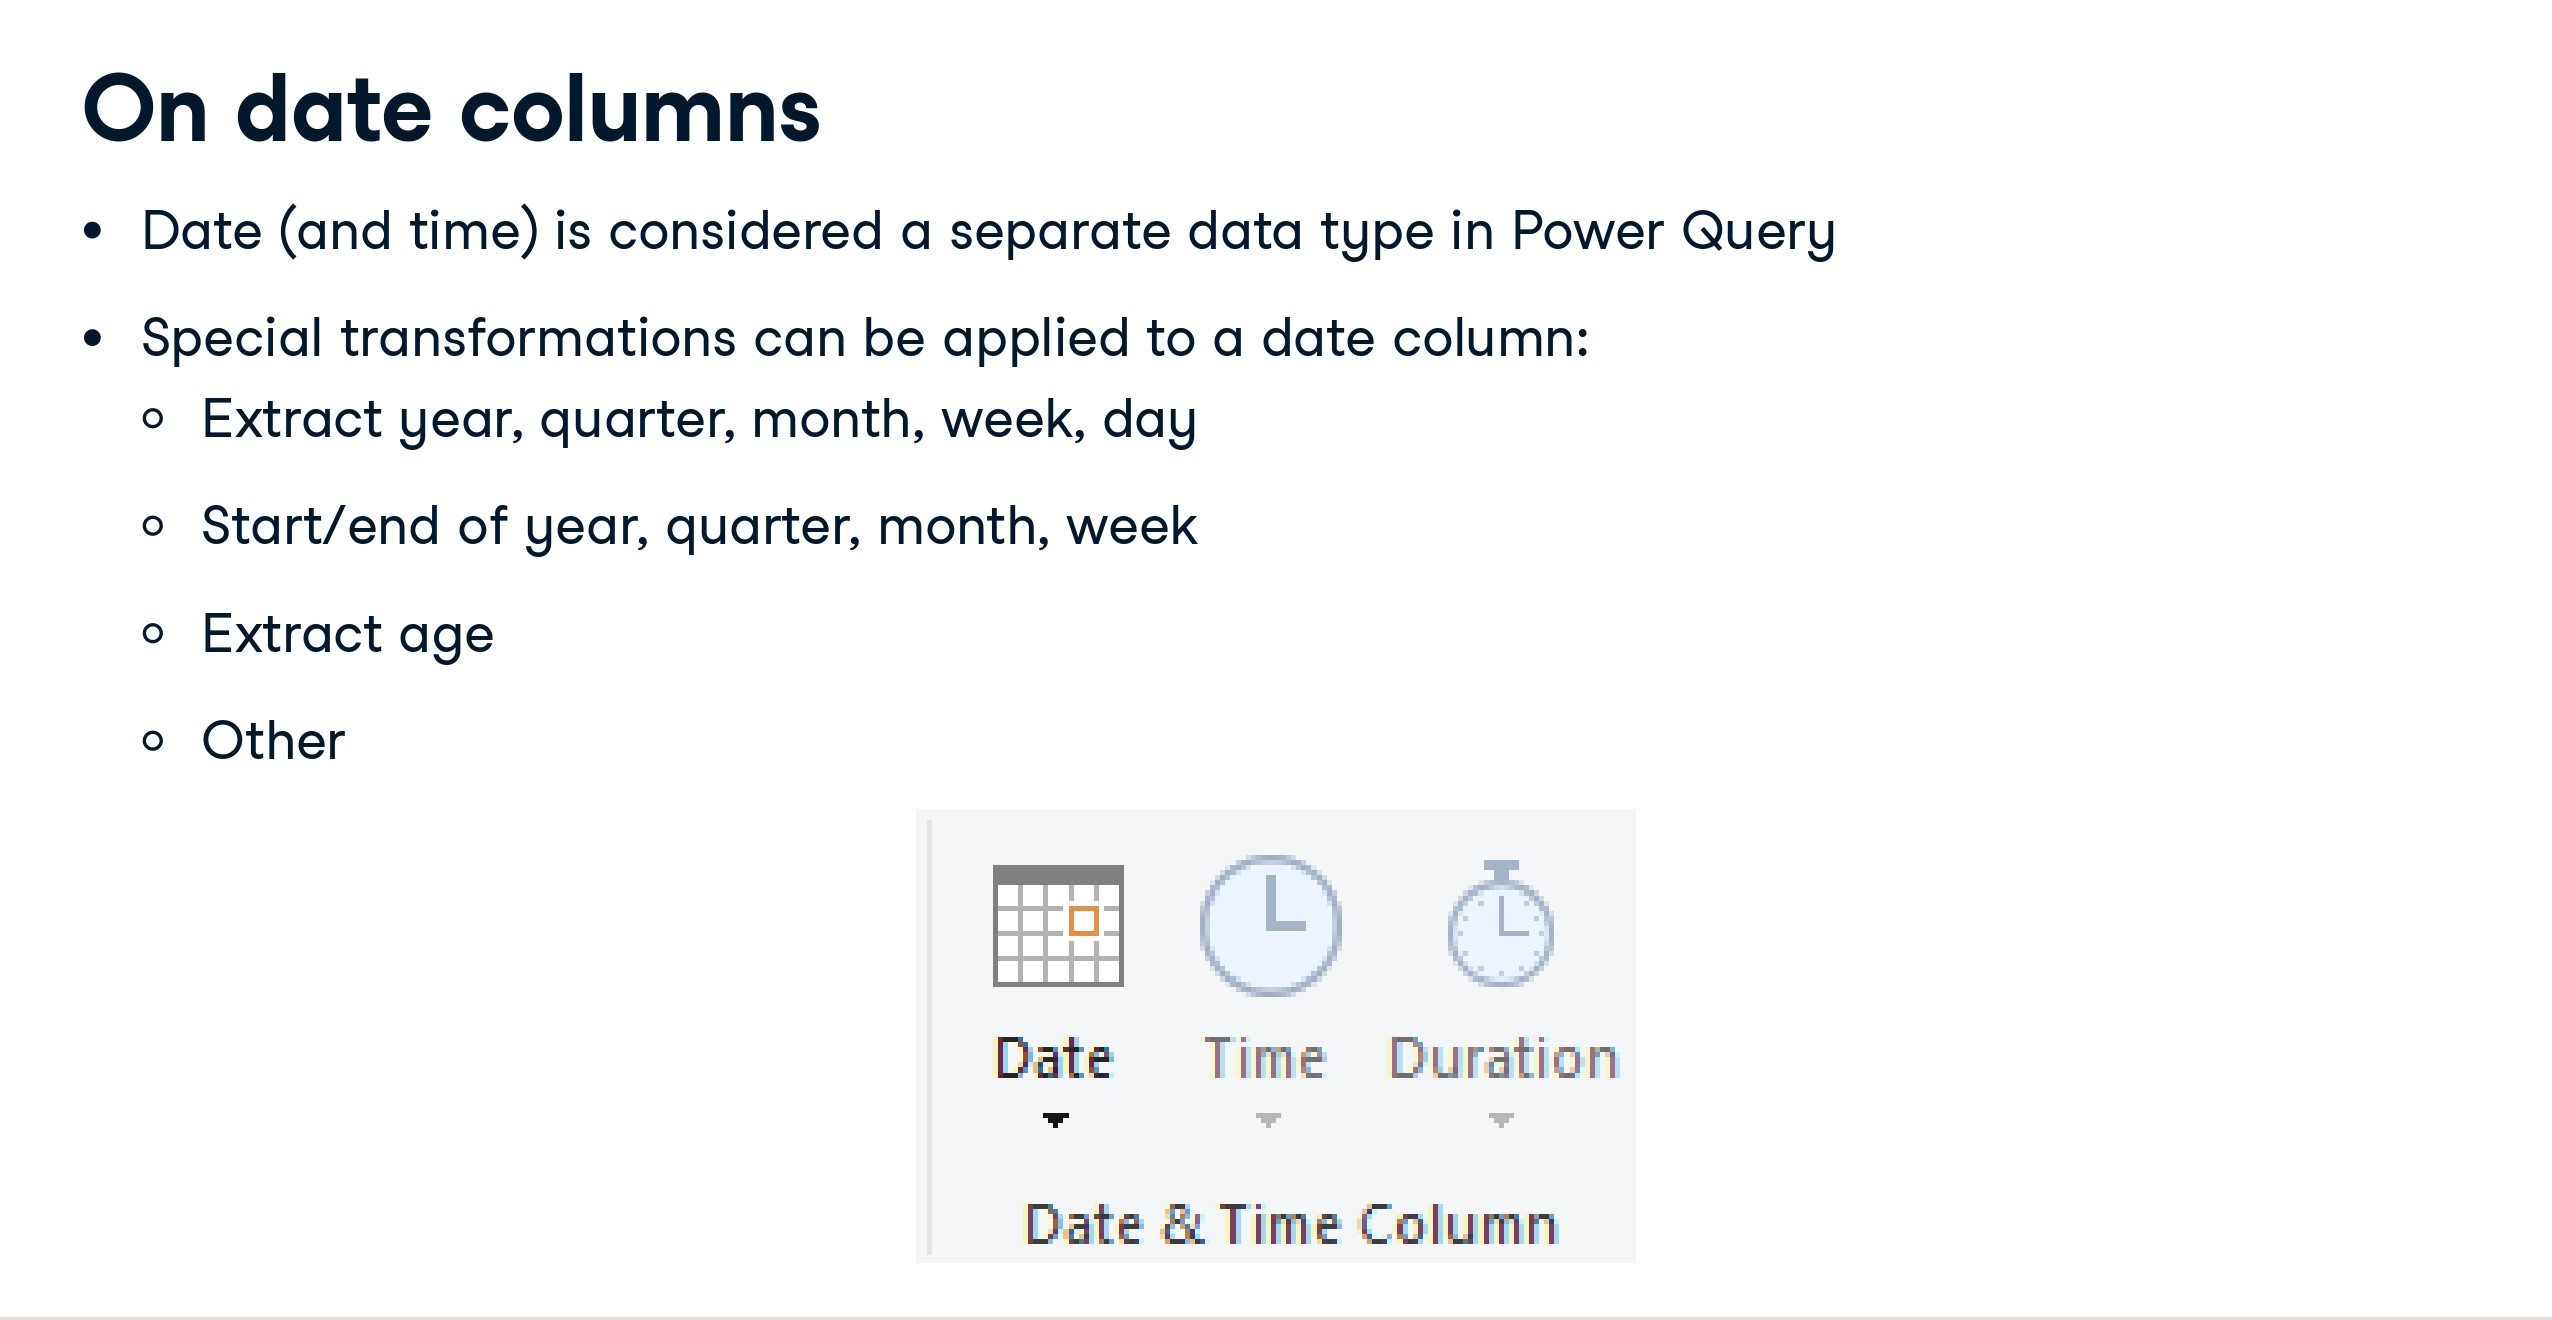 On date columns
• Date (and time) is considered a separate data type in Power Query
• Special transformations can be applied to a date column:
○ Extract year, quarter, month, week, day
○ Start/end of year, quarter, month, week
○ Extract age
○ Other
Date Time Duration
Date & Time Column